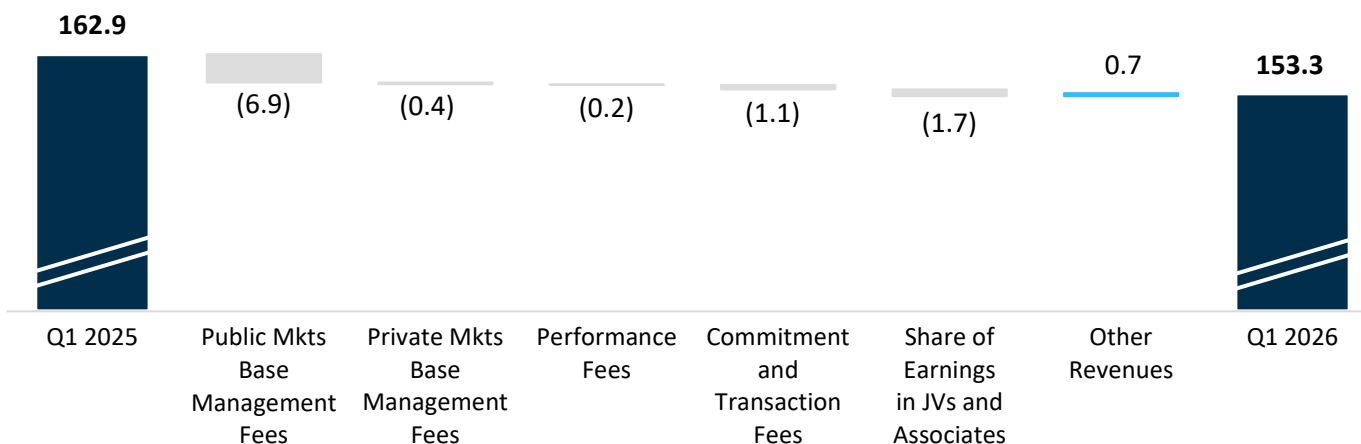 162.9
(6.9)
(0.4)
(0.2)
(1.1)
(1.7)
0.7
153.3
Q1 2025
Public Mkts
Base
Management
Fees
Private Mkts
Base
Management
Fees
Performance
Fees
Commitment
and
Transaction
Fees
Share of
Earnings
in JVs and
Associates
Other
Revenues
Q1 2026